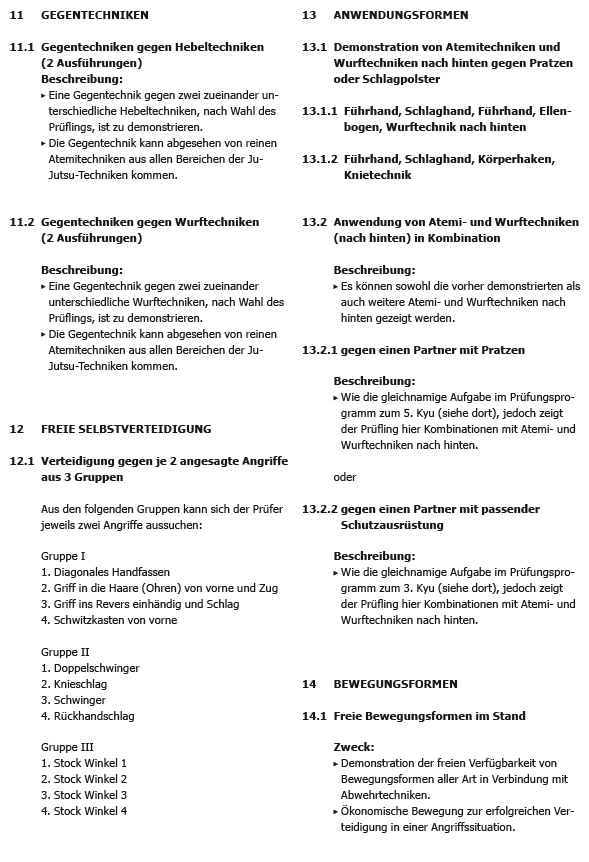 11 GEGENTECHNIKEN
11.1 Gegentechniken gegen Hebeltechniken
(2 Ausführungen)
Beschreibung:
▸ Eine Gegentechnik gegen zwei zueinander un-
terschiedliche Hebeltechniken, nach Wahl des
Prüflings, ist zu demonstrieren.
▸ Die Gegentechnik kann abgesehen von reinen
Atemitechniken aus allen Bereichen der Ju-
Jutsu-Techniken kommen.
11.2 Gegentechniken gegen Wurftechniken
(2 Ausführungen)
Beschreibung:
▸ Eine Gegentechnik gegen zwei zueinander
unterschiedliche Wurftechniken, nach Wahl des
Prüflings, ist zu demonstrieren.
▸ Die Gegentechnik kann abgesehen von reinen
Atemitechniken aus allen Bereichen der Ju-
Jutsu-Techniken kommen.
12 FREIE SELBSTVERTEIDIGUNG
12.1 Verteidigung gegen je 2 angesagte Angriffe
aus 3 Gruppen
Aus den folgenden Gruppen kann sich der Prüfer
jeweils zwei Angriffe aussuchen:
Gruppe I
1. Diagonales Handfassen
2. Griff in die Haare (Ohren) von vorne und Zug
3. Griff ins Revers einhändig und Schlag
4. Schwitzkasten von vorne
Gruppe II
1. Doppelschwinger
2. Knieschlag
3. Schwinger
4. Rückhandschlag
Gruppe III
1. Stock Winkel 1
2. Stock Winkel 2
3. Stock Winkel 3
4. Stock Winkel 4
13 ANWENDUNGSFORMEN
13.1 Demonstration von Atemitechniken und
Wurftechniken nach hinten gegen Pratzen
oder Schlagpolster
13.1.1 Führhand, Schlaghand, Führhand, Ellen-
bogen, Wurftechnik nach hinten
13.1.2 Führhand, Schlaghand, Körperhaken,
Knietechnik
13.2 Anwendung von Atemi- und Wurftechniken
(nach hinten) in Kombination
Beschreibung:
▸ Es können sowohl die vorher demonstrierten als
auch weitere Atemi- und Wurftechniken nach
hinten gezeigt werden.
13.2.1 gegen einen Partner mit Pratzen
Beschreibung:
▸ Wie die gleichnamige Aufgabe im Prüfungspro-
gramm zum 5. Kyu (siehe dort), jedoch zeigt
der Prüfling hier Kombinationen mit Atemi- und
Wurftechniken nach hinten.
oder
13.2.2 gegen einen Partner mit passender
Schutzausrüstung
Beschreibung:
▸ Wie die gleichnamige Aufgabe im Prüfungspro-
gramm zum 3. Kyu (siehe dort), jedoch zeigt
der Prüfling hier Kombinationen mit Atemi- und
Wurftechniken nach hinten.
14 BEWEGUNGSFORMEN
14.1 Freie Bewegungsformen im Stand
Zweck:
▸ Demonstration der freien Verfügbarkeit von
Bewegungsformen aller Art in Verbindung mit
Abwehrtechniken.
▸ Ökonomische Bewegung zur erfolgreichen Ver-
teidigung in einer Angriffssituation.